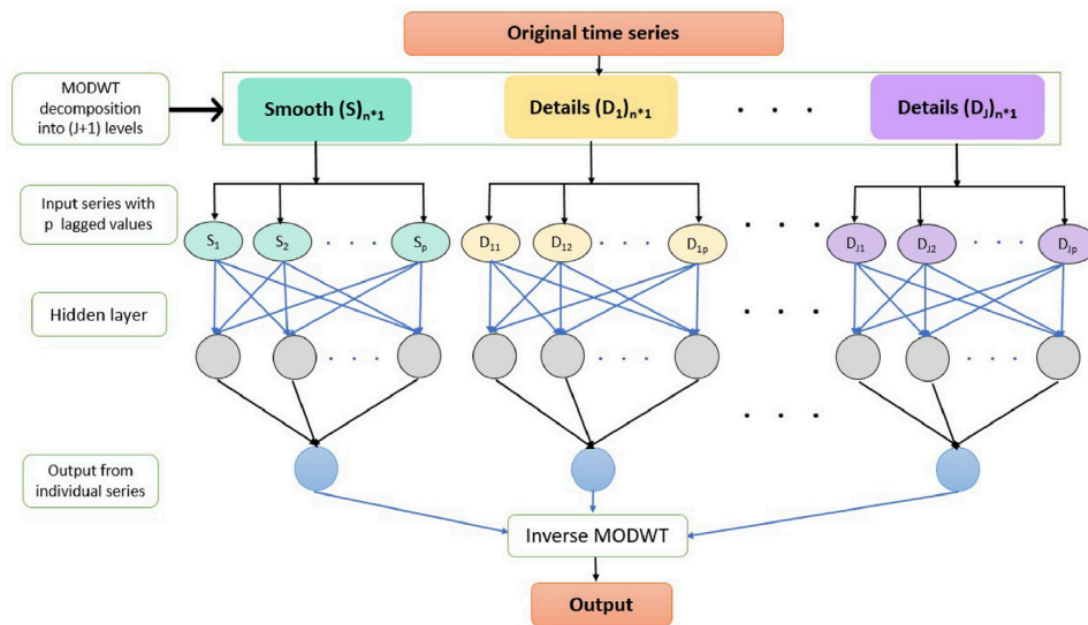 Original time series
MODWT
decomposition
into (J+1) levels
Smooth (S)n*1
Details (D1)n*1
. . .
Details (DJ)n*1
Input series with
p lagged values
S1 S2 . . . Sp D11 D12 . . . D1p . . . DJ1 DJ2 . . . DJp
Hidden layer
. . .
. . . . . . . . .
. . .
Output from
individual series
Inverse MODWT
Output